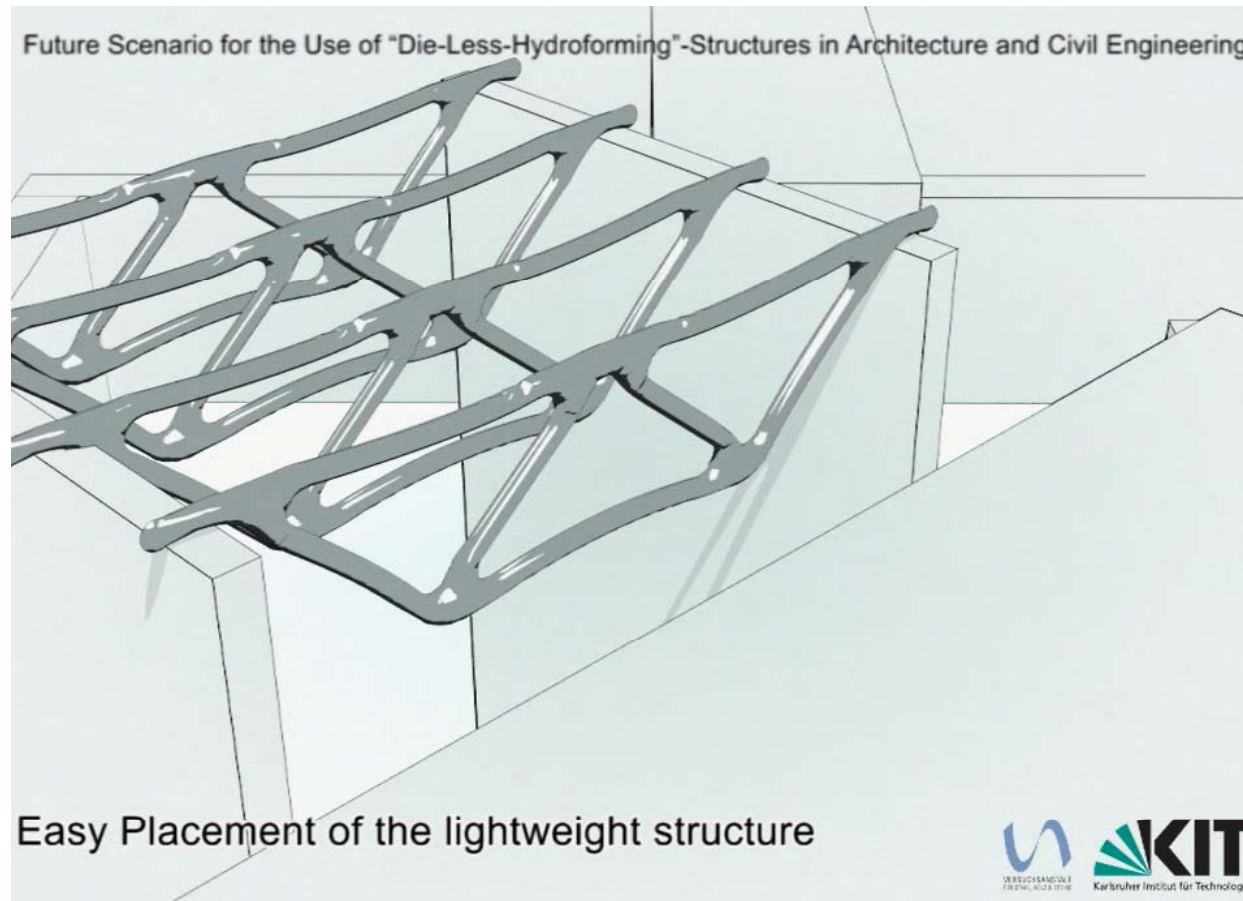 Future Scenario for the Use of “Die-Less-Hydroforming”-Structures in Architecture and Civil Engineering
Easy Placement of the lightweight structure
VERSUCHSANSTALT
KIT
Karlsruher Institut für Technolog